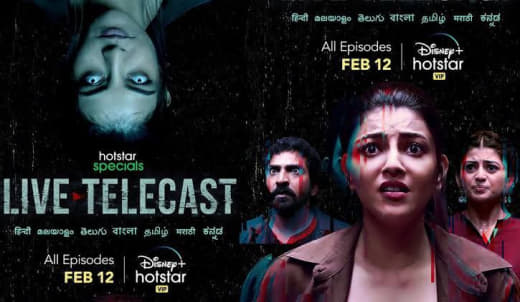 hotstar
specials
LIVE TELECAST
हिन्दी മലയാളം తెలుగు বাংলা தமிழ் मराठी ಕನ್ನಡ
All Episodes
FEB 12
Disney+
hotstar
VIP
हिन्दी മലയാളം తెలుగు বাংলা தமிழ் मराठी ಕನ್ನಡ
All Episodes
FEB 12
Disney+
hotstar
VIP